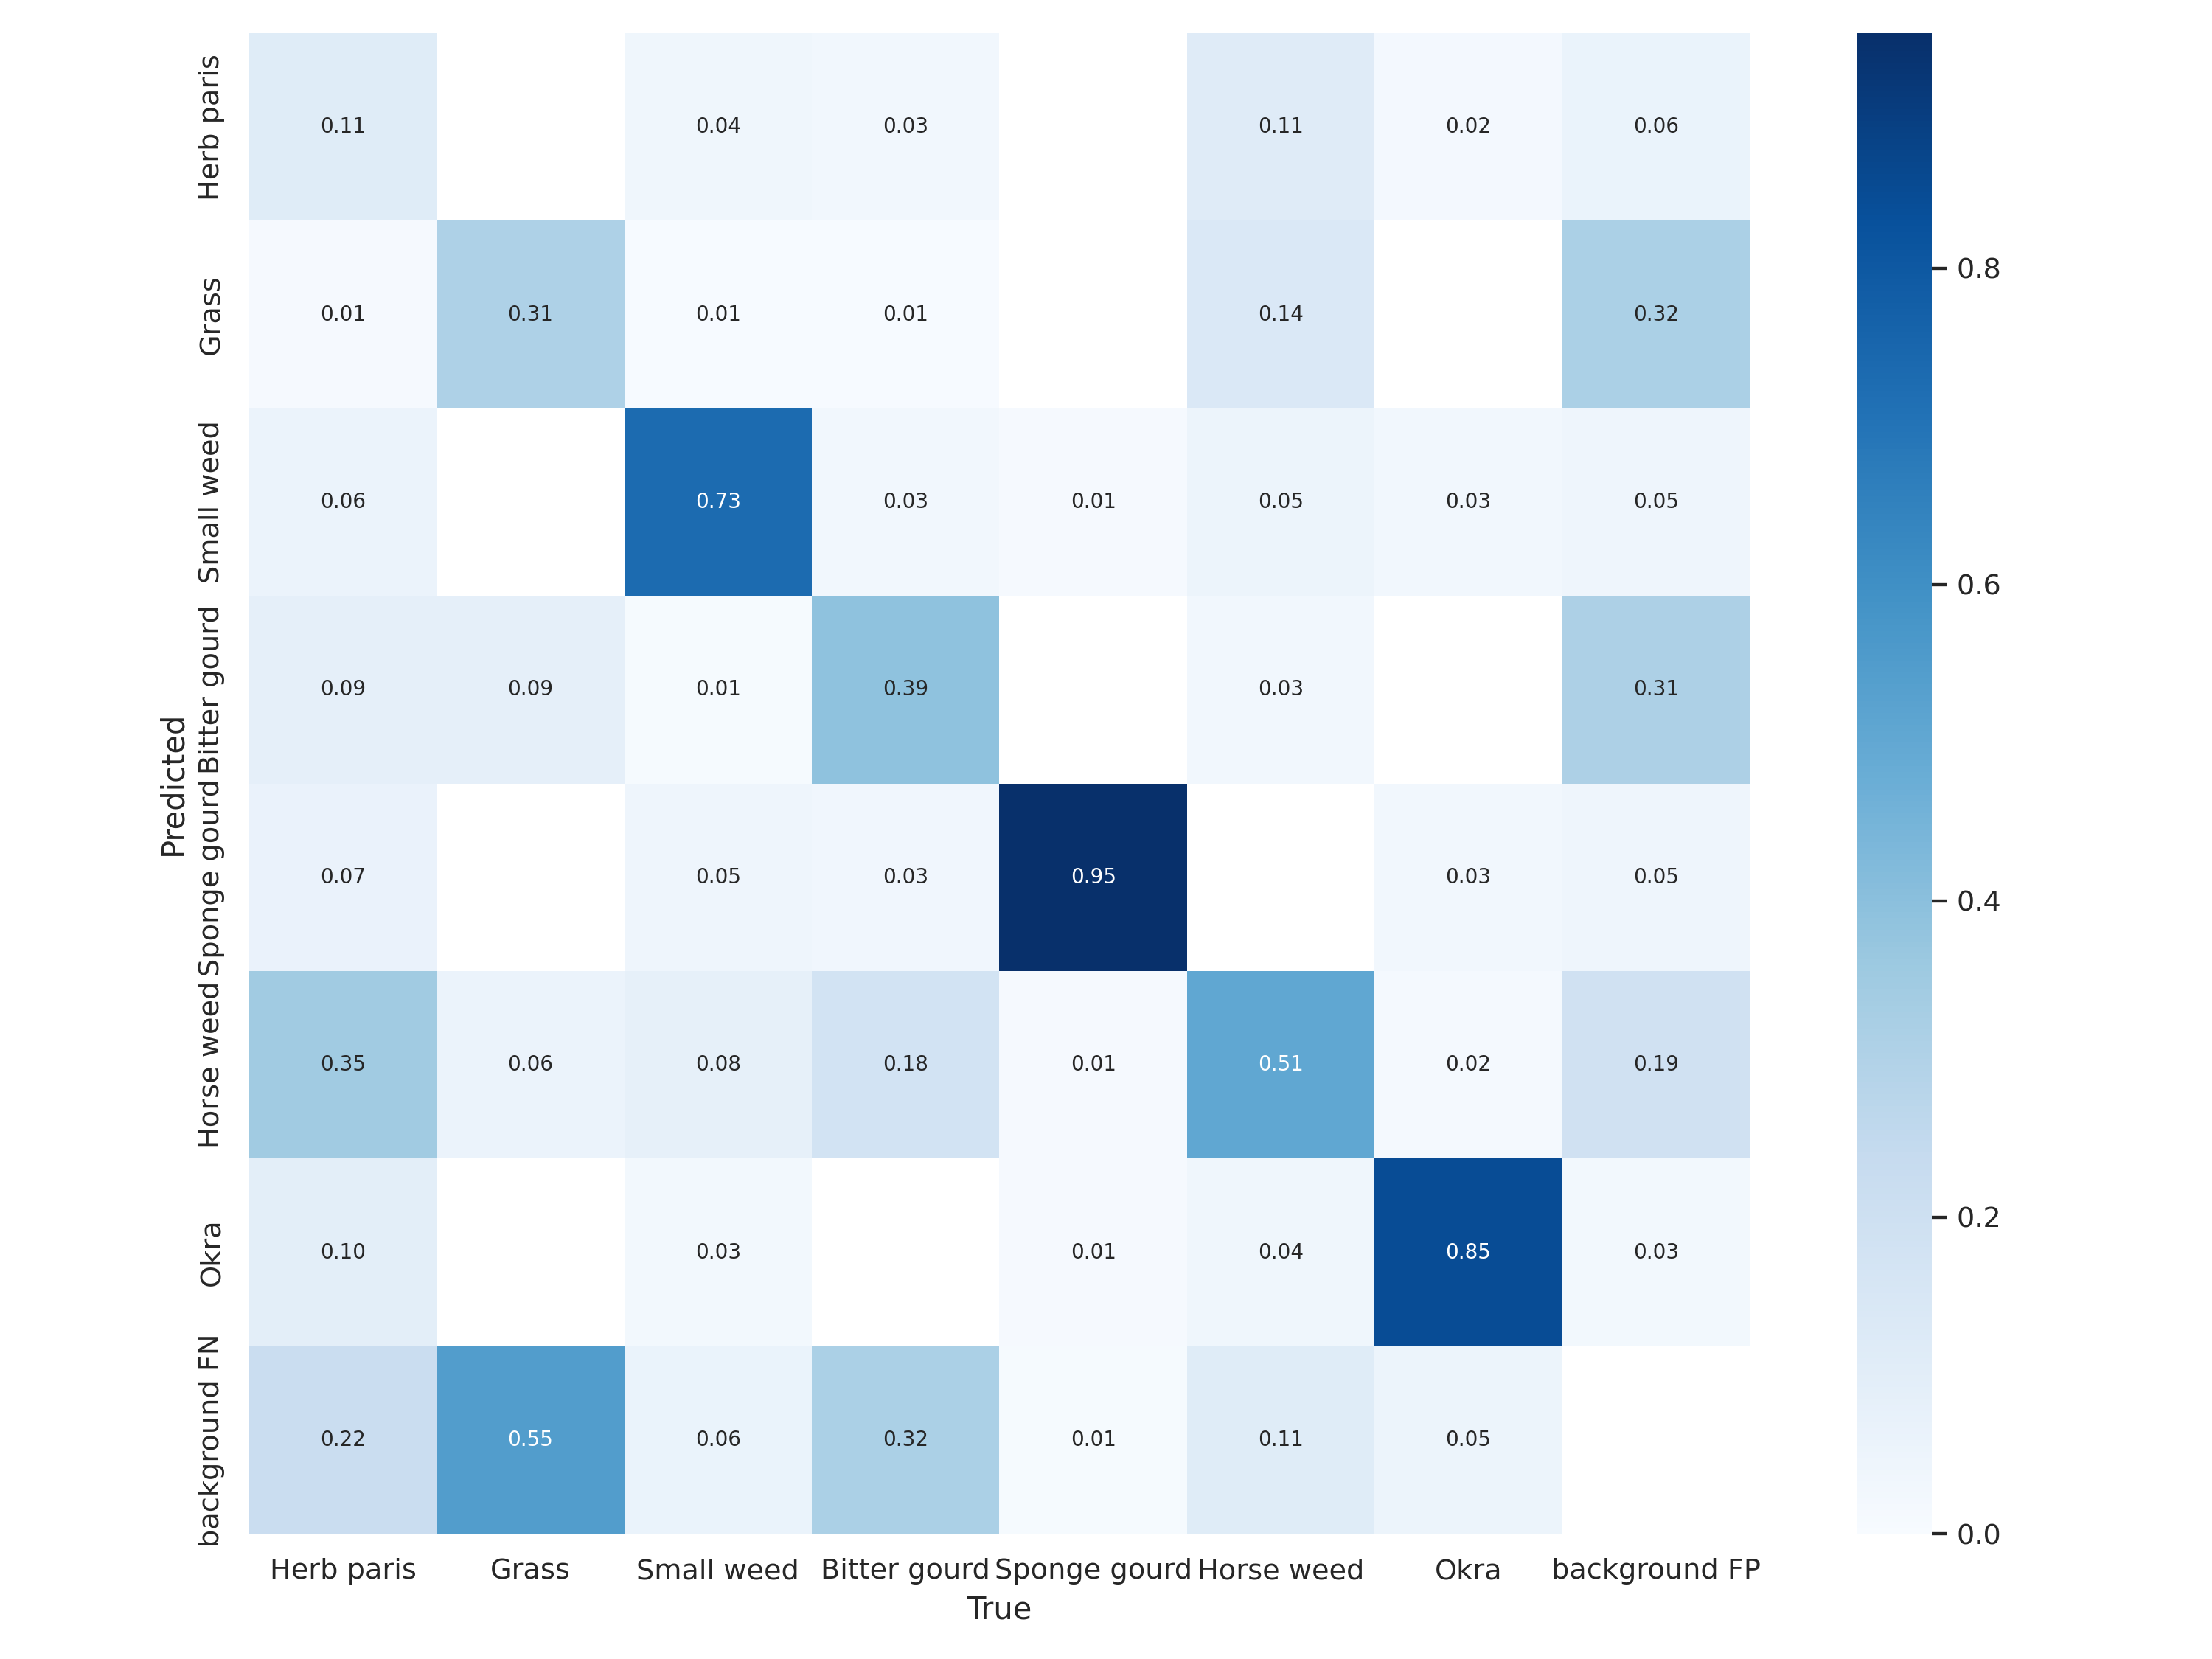 Predicted
Herb paris 0.11 0.04 0.03 0.11 0.02 0.06
Grass 0.01 0.31 0.01 0.01 0.14 0.32
Small weed 0.06 0.73 0.03 0.01 0.05 0.03 0.05
Bitter gourd 0.09 0.09 0.01 0.39 0.03 0.31
Sponge gourd 0.07 0.05 0.03 0.95 0.03 0.05
Horse weed 0.35 0.06 0.08 0.18 0.01 0.51 0.02 0.19
Okra 0.10 0.03 0.01 0.04 0.85 0.03
background FN 0.22 0.55 0.06 0.32 0.01 0.11 0.05
Herb paris Grass Small weed Bitter gourd Sponge gourd Horse weed Okra background FP
True
0.8
0.6
0.4
0.2
0.0